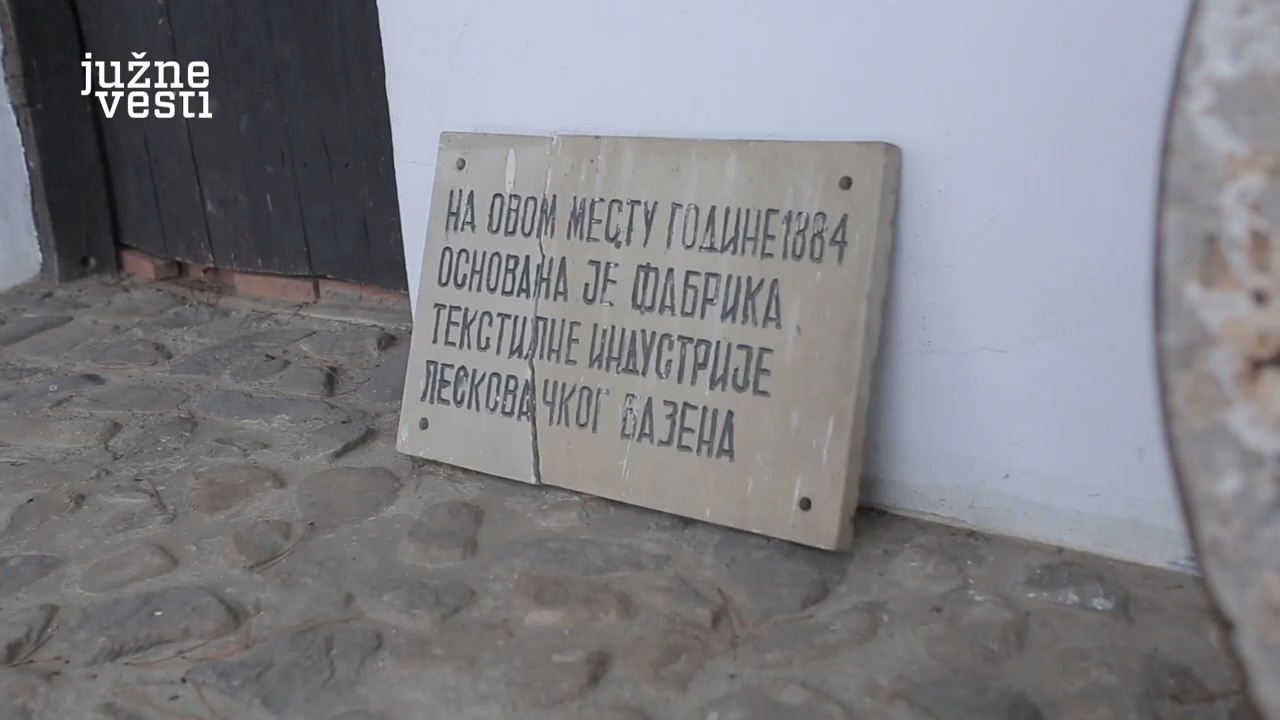 južne
vesti
НА ОВОМ МЕСТУ ГОДИНЕ 1884
ОСНОВАНА ЈЕ ФАБРИКА
ТЕКСТИЛНЕ ИНДУСТРИЈЕ
ЛЕСКОВАЧКОГ БАЗЕНА